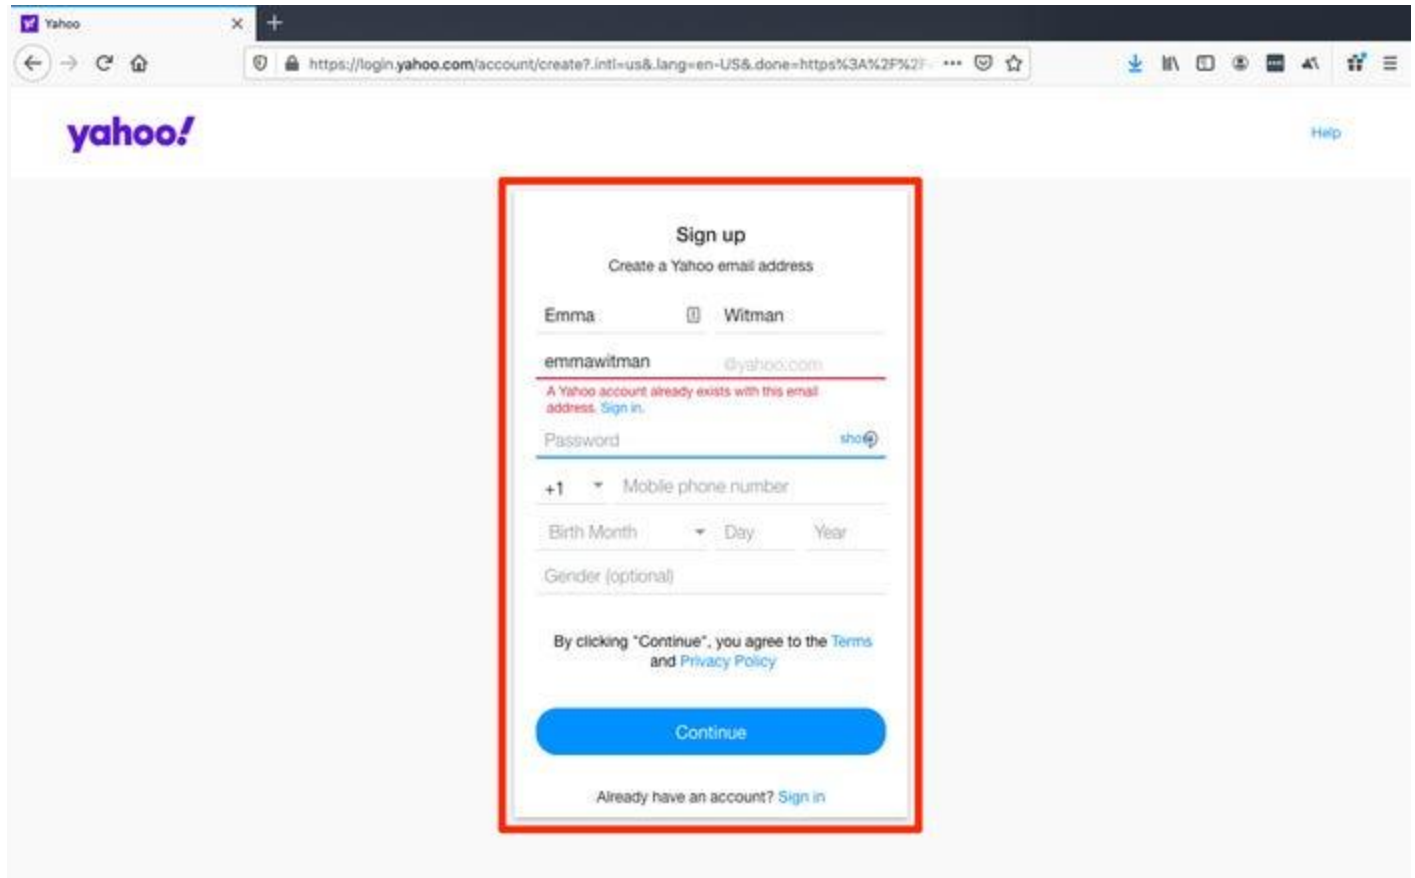 Yahoo
https://login.yahoo.com/account/create?.intl=us&.lang=en-US&.done=https%3A%2F%2F
yahoo!
Help
Sign up
Create a Yahoo email address
Emma Witman
emmawitman @yahoo.com
A Yahoo account already exists with this email
address. Sign in.
Password
+1 Mobile phone number
Birth Month Day Year
Gender (optional)
By clicking "Continue", you agree to the Terms
and Privacy Policy
Continue
Already have an account? Sign in